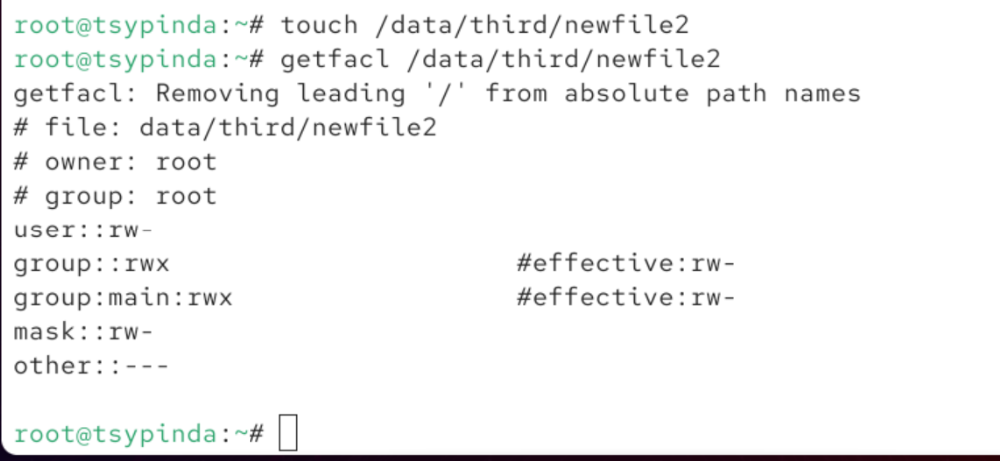 root@tsypinda:~# touch /data/third/newfile2
root@tsypinda:~# getfacl /data/third/newfile2
getfacl: Removing leading '/' from absolute path names
# file: data/third/newfile2
# owner: root
# group: root
user::rw-
group::rwx                      #effective:rw-
group:main:rwx                  #effective:rw-
mask::rw-
other::---
root@tsypinda:~#